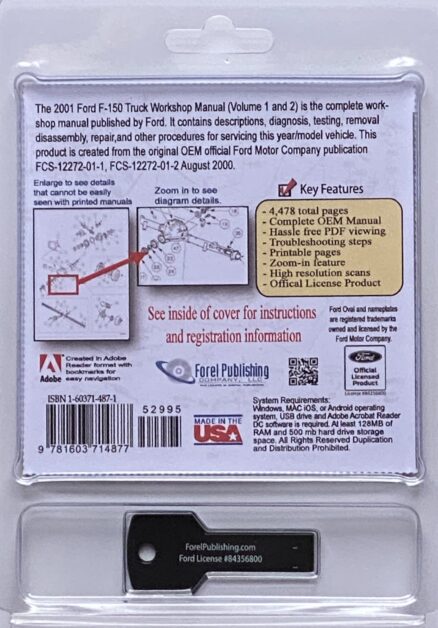 The 2001 Ford F-150 Truck Workshop Manual (Volume 1 and 2) is the complete work-
shop manual published by Ford. It contains descriptions, diagnosis, testing, removal
disassembly, repair,and other procedures for servicing this year/model vehicle. This
product is created from the original OEM official Ford Motor Company publication
FCS-12272-01-1, FCS-12272-01-2 August 2000.
Enlarge to see details
that cannot be easily
seen with printed manuals
Zoom in to see
diagram details.
Key Features
- 4,478 total pages
- Complete OEM Manual
- Hassle free PDF viewing
- Troubleshooting steps
- Printable pages
- Zoom-in feature
- High resolution scans
- Offical License Product
See inside of cover for instructions
and registration information
Ford Oval and nameplates
are registered trademarks
owned and licensed by the
Ford Motor Company.
Adobe
Created in Adobe
Reader format with
bookmarks for
easy navigation
Forel Publishing
COMPANY, LLC
Ford
Official
Licensed
Product
License #84356800
ISBN 1-60371-487-1
52995
9 781603 714877
MADE IN THE
USA
System Requirements:
Windows, MAC iOS, or Android operating
system, USB drive and Adobe Acrobat Reader
DC software is required. At least 128MB of
RAM and 500 mb hard drive storage
space. All Rights Reserved Duplication
and Distribution Prohibited.
ForelPublishing.com
Ford License #84356800